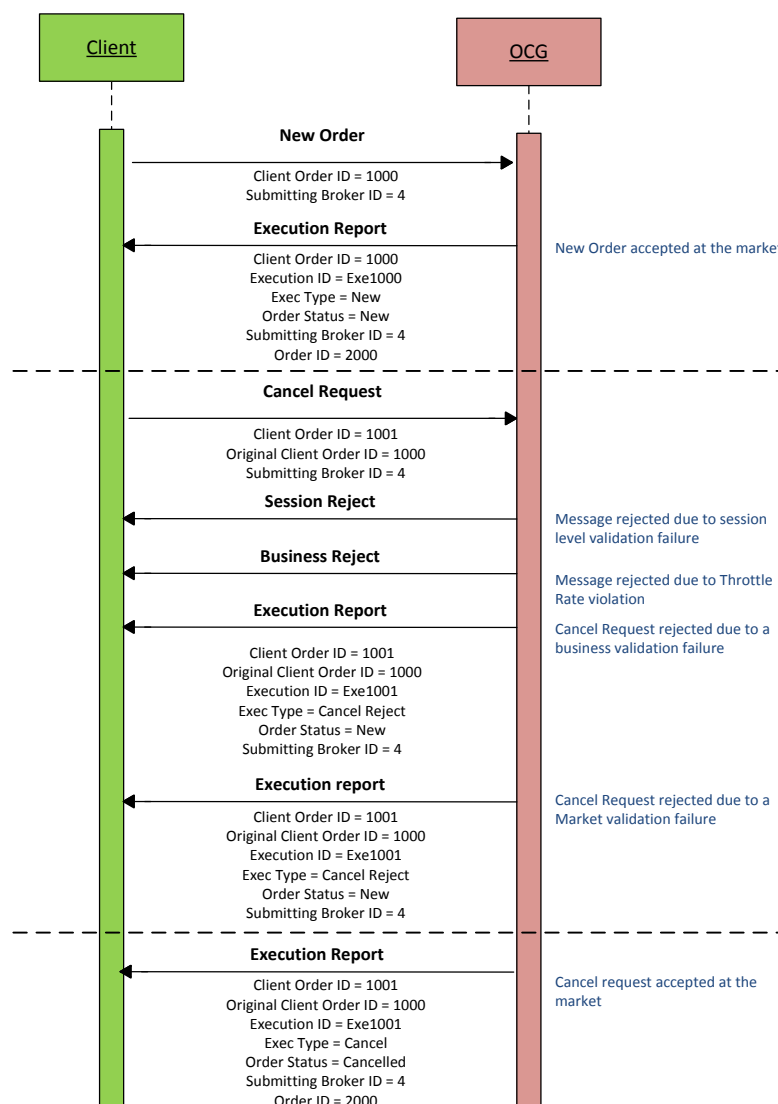 Client
OCG
New Order
Client Order ID = 1000
Submitting Broker ID = 4
Execution Report
New Order accepted at the market
Client Order ID = 1000
Execution ID = Exe1000
Exec Type = New
Order Status = New
Submitting Broker ID = 4
Order ID = 2000
Cancel Request
Client Order ID = 1001
Original Client Order ID = 1000
Submitting Broker ID = 4
Session Reject
Message rejected due to session
level validation failure
Business Reject
Message rejected due to Throttle
Rate violation
Execution Report
Cancel Request rejected due to a
business validation failure
Client Order ID = 1001
Original Client Order ID = 1000
Execution ID = Exe1001
Exec Type = Cancel Reject
Order Status = New
Submitting Broker ID = 4
Execution report
Cancel Request rejected due to a
Market validation failure
Client Order ID = 1001
Original Client Order ID = 1000
Execution ID = Exe1001
Exec Type = Cancel Reject
Order Status = New
Submitting Broker ID = 4
Execution Report
Cancel request accepted at the
market
Client Order ID = 1001
Original Client Order ID = 1000
Execution ID = Exe1001
Exec Type = Cancel
Order Status = Cancelled
Submitting Broker ID = 4
Order ID = 2000